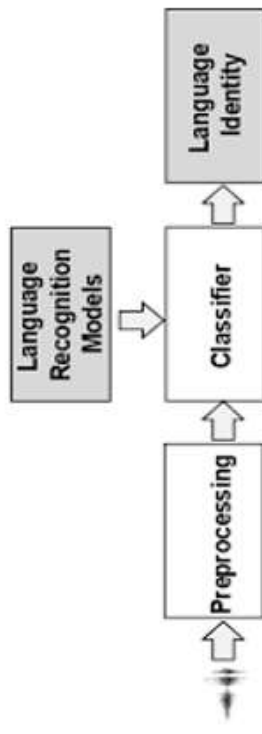 Language
Recognition
Models
Preprocessing
Classifier
Language
Identity